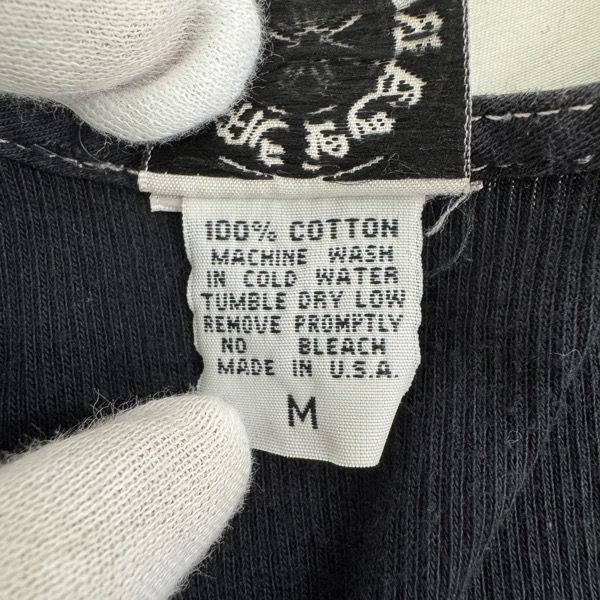 100% COTTON
MACHINE WASH
IN COLD WATER
TUMBLE DRY LOW
REMOVE PROMPTLY
NO BLEACH
MADE IN U.S.A.
M